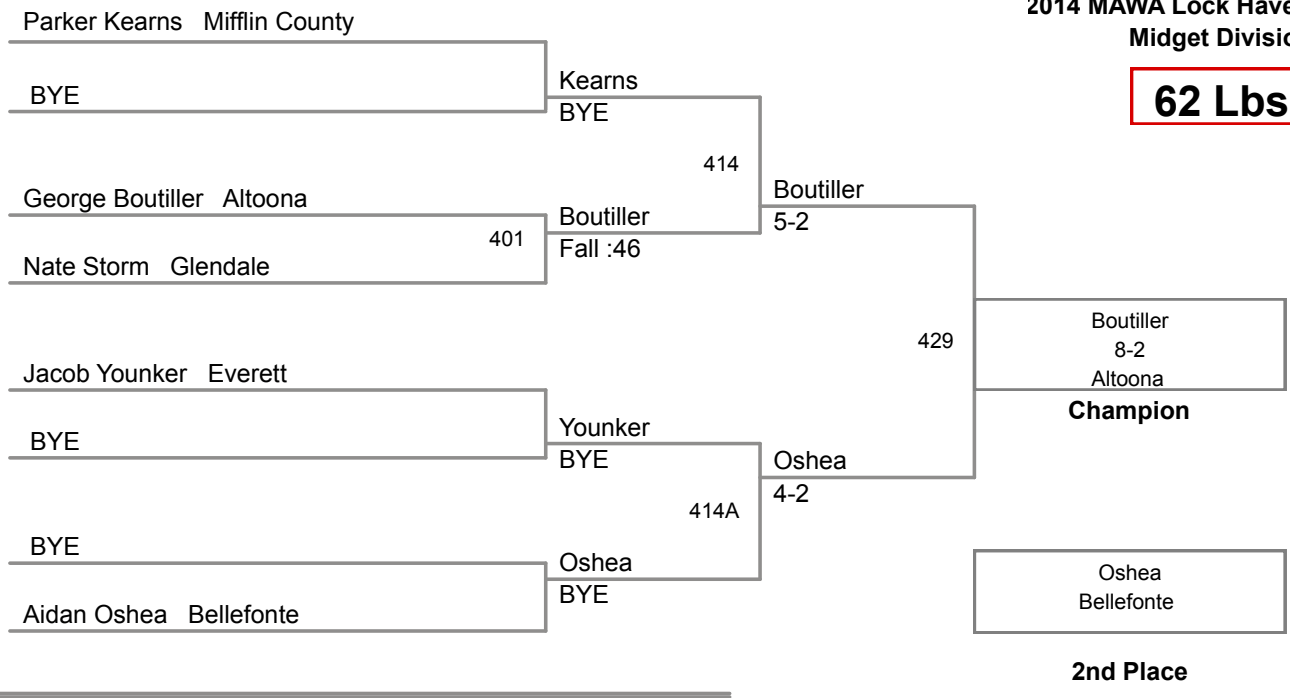 2014 MAWA Lock Have
Midget Divisio
62 Lbs
Parker Kearns Mifflin County
BYE
Kearns
BYE
414
George Boutiller Altoona
401
Nate Storm Glendale
Boutiller
Fall :46
Boutiller
5-2
429
Boutiller
8-2
Altoona
Champion
Jacob Younker Everett
BYE
Younker
BYE
414A
Oshea
4-2
BYE
Aidan Oshea Bellefonte
Oshea
BYE
Oshea
Bellefonte
2nd Place